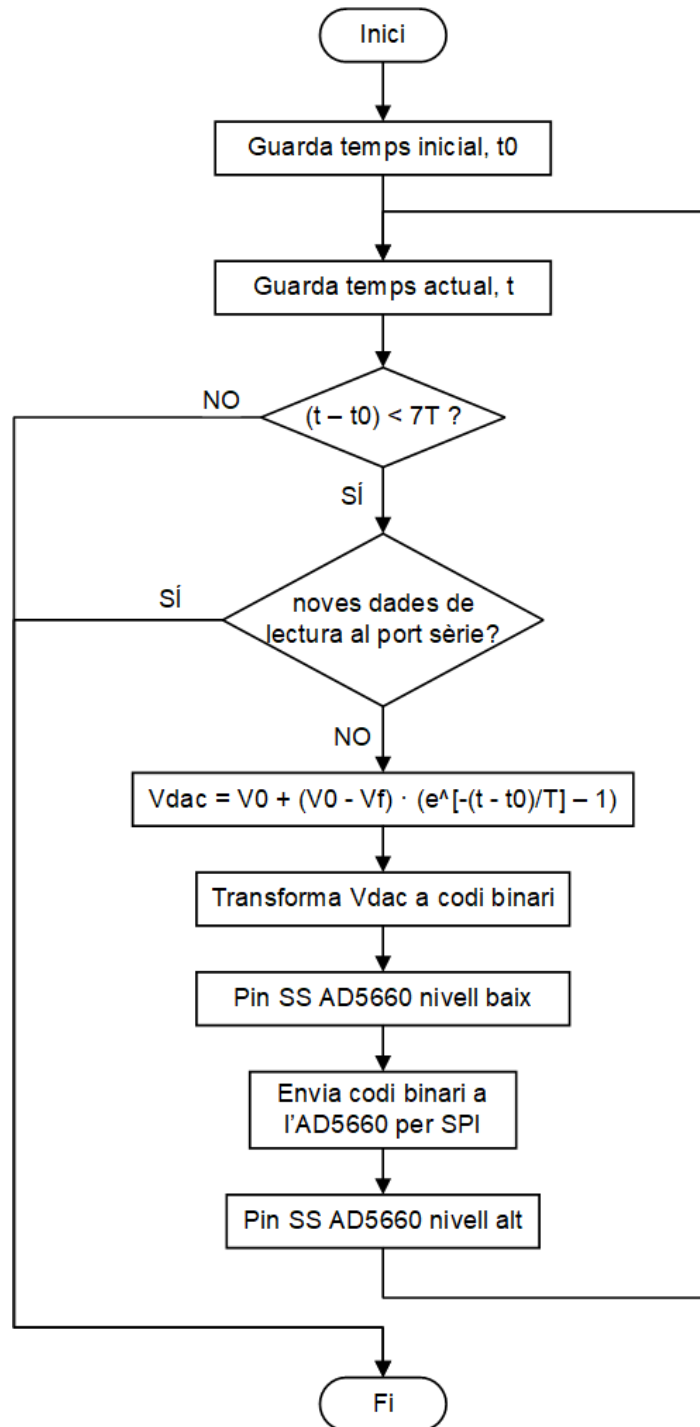 Inici
Guarda temps inicial, t0
Guarda temps actual, t
NO
(t – t0) < 7T ?
SÍ
SÍ
noves dades de
lectura al port sèrie?
NO
Vdac = V0 + (V0 - Vf) · (e^[-(t - t0)/T] – 1)
Transforma Vdac a codi binari
Pin SS AD5660 nivell baix
Envia codi binari a
l'AD5660 per SPI
Pin SS AD5660 nivell alt
Fi